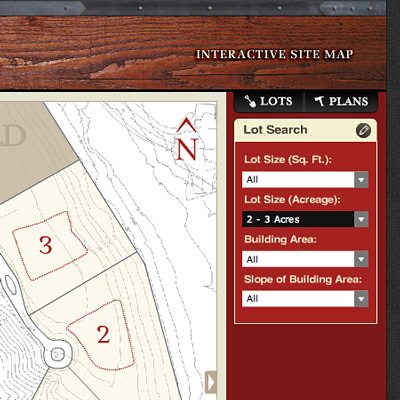 INTERACTIVE SITE MAP
LOTS
PLANS
LD
N
Lot Search
Lot Size (Sq. Ft.):
All
Lot Size (Acreage):
2 - 3 Acres
Building Area:
All
Slope of Building Area:
All
3
2